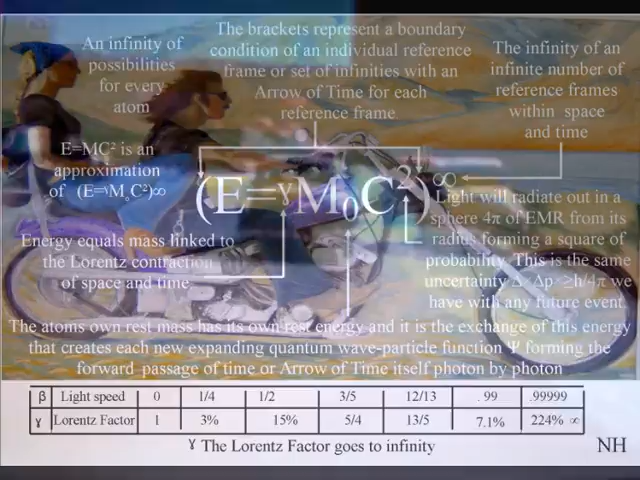 An infinity of
possibilities
for every
atom
The brackets represent a boundary
condition of an individual reference
frame or set of infinities with an
Arrow of Time for each
reference frame
The infinity of an
infinite number of
reference frames
within space
and time
E=MC² is an
approximation
of (E=ˠM₀C²)∞
(E=ˠM₀C²)∞
Energy equals mass linked to
the Lorentz contraction
of space and time
Light will radiate out in a
sphere 4π of EMR from its
radius forming a square of
probability. This is the same
uncertainty Δ×Δp×≥h/4π we
have with any future event
The atoms own rest mass has its own rest energy and it is the exchange of this energy
that creates each new expanding quantum wave-particle function Ψ forming the
forward passage of time or Arrow of Time itself photon by photon
β Light speed 0 1/4 1/2 3/5 12/13 .99 .99999
ɣ Lorentz Factor 1 3% 15% 5/4 13/5 7.1% 224% ∞
ɣ The Lorentz Factor goes to infinity
NH